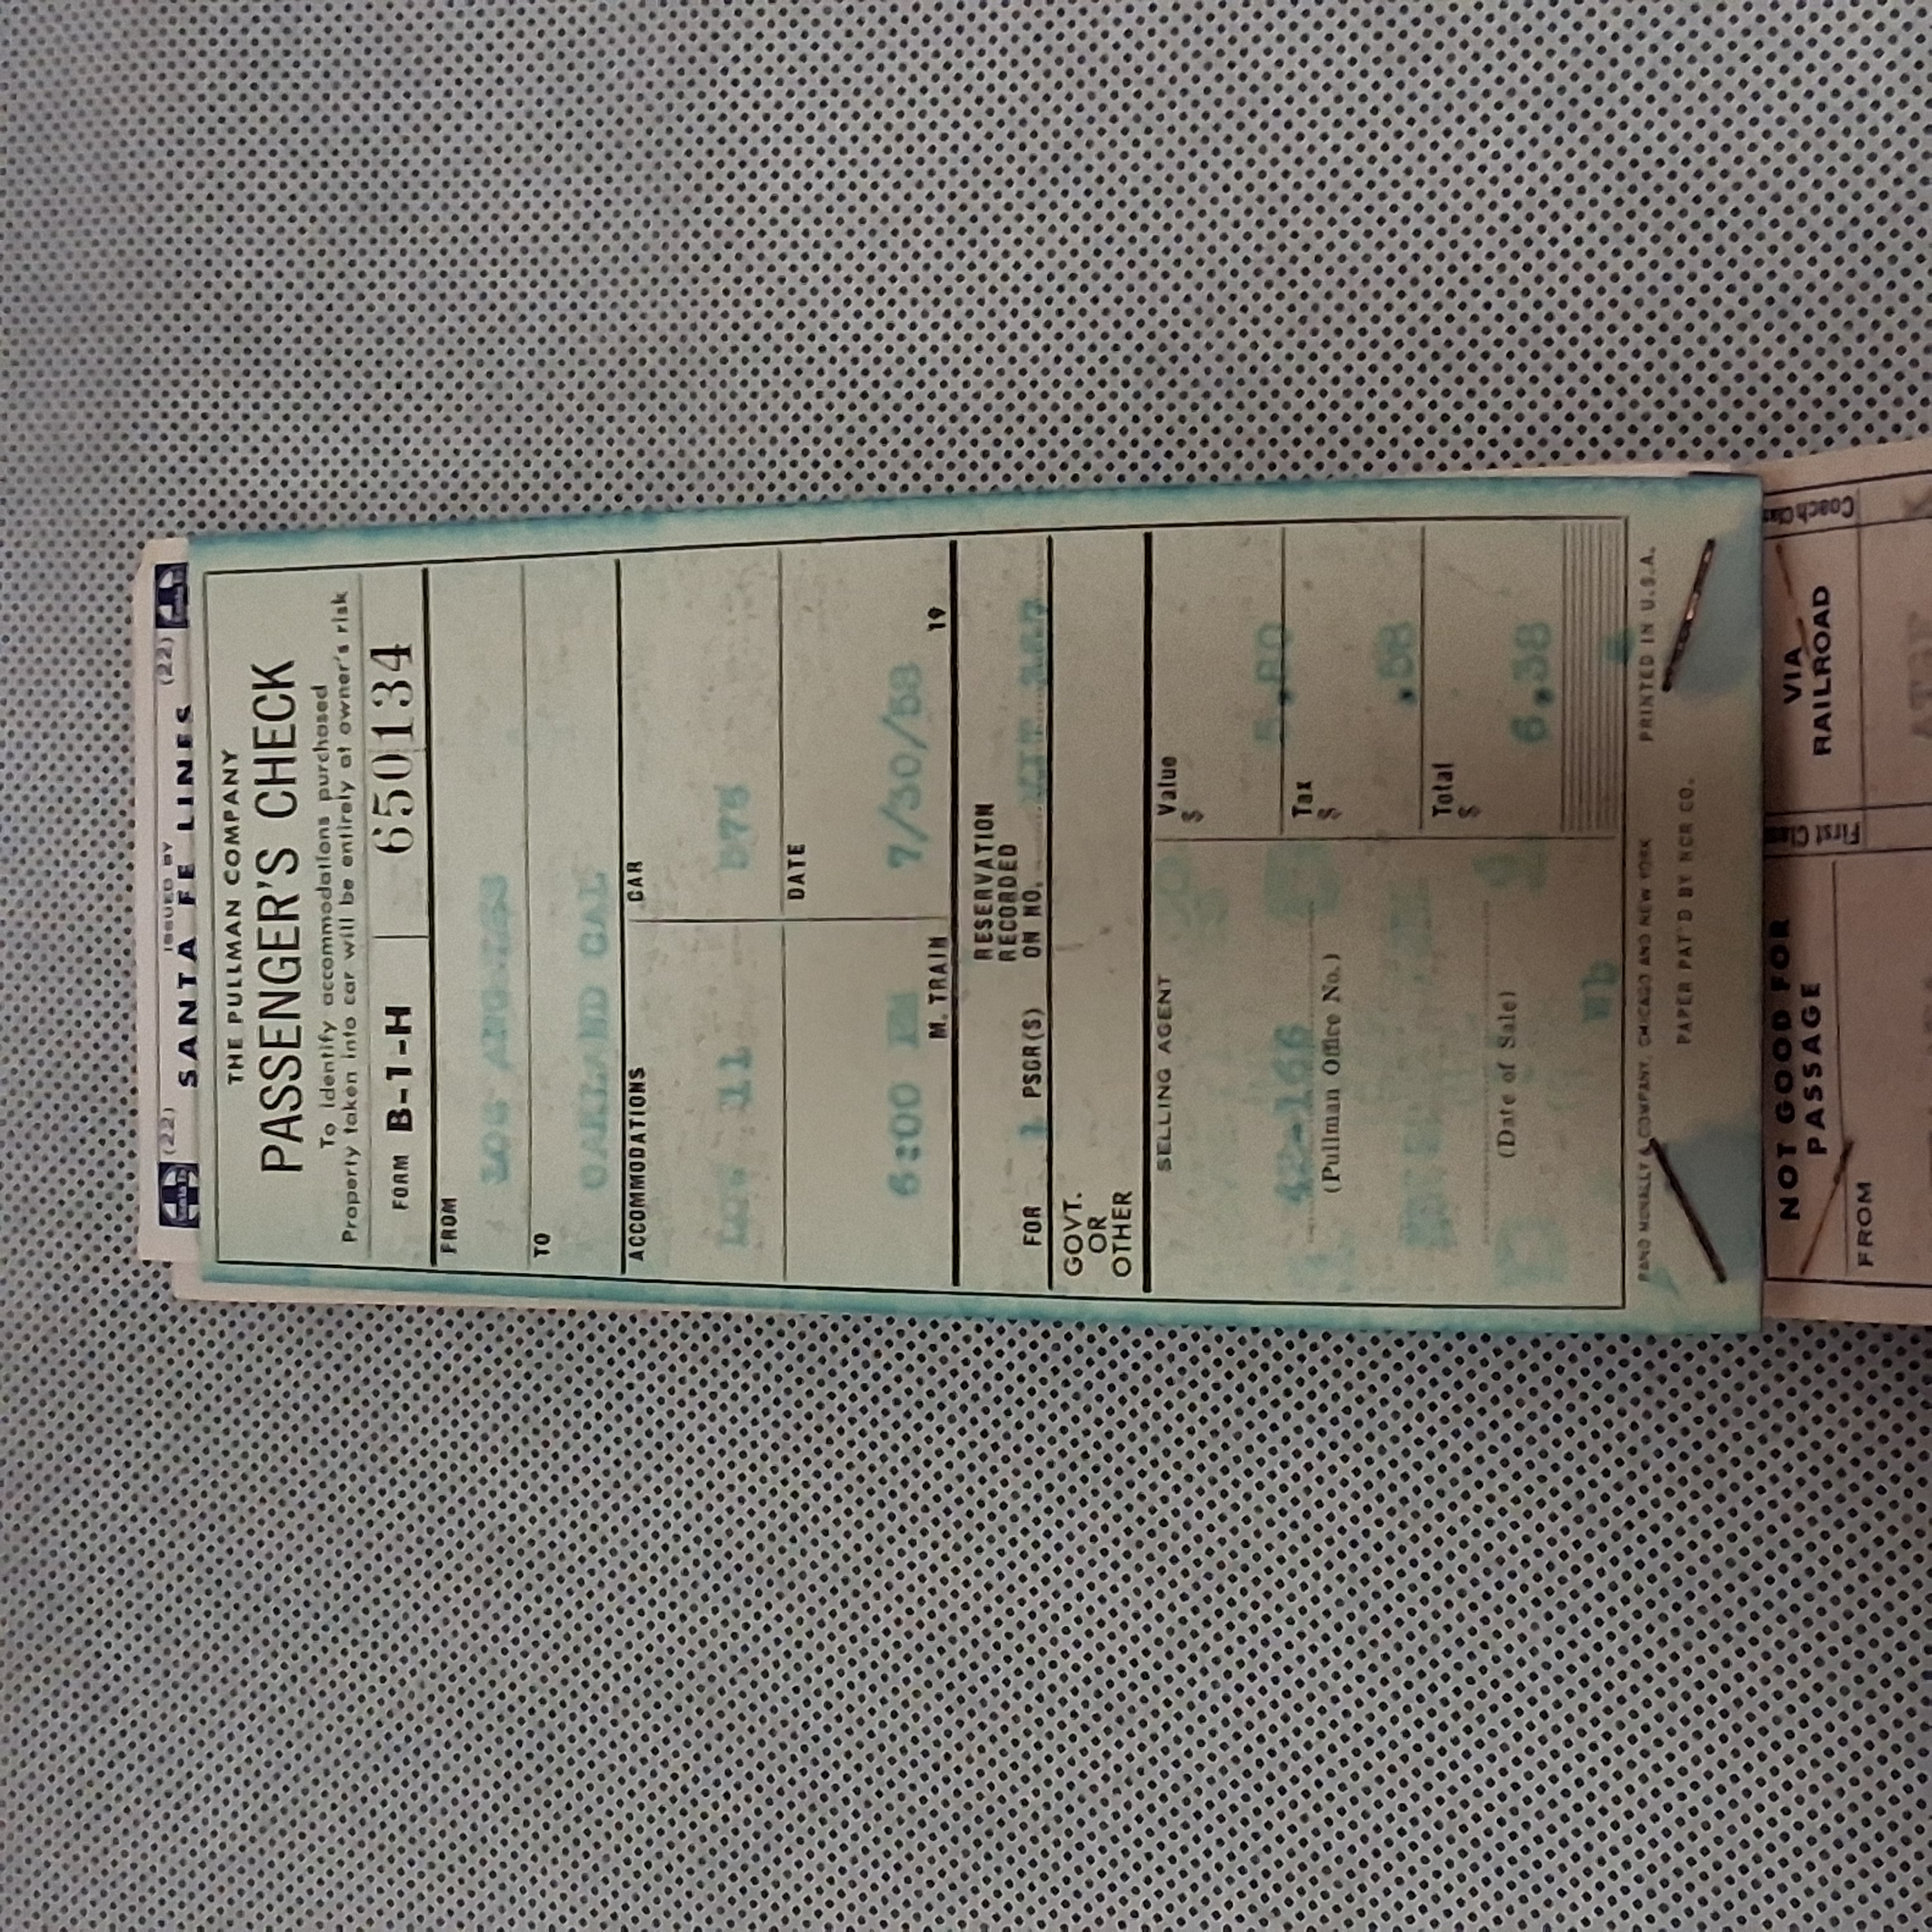 ISSUED BY
(22) SANTA FE LINES (22)
THE PULLMAN COMPANY
PASSENGER'S CHECK
To identify accommodations purchased
Property taken into car will be entirely at owner's risk
FORM B-1-H 650134
FROM
LOS ANGELES
TO
OAKLAND CAL
ACCOMMODATIONS CAR
LOW 11
DATE
6:00 7/30/58
M. TRAIN 19
RESERVATION
RECORDED
FOR 1 PSGR(S) ON NO.
GOVT.
OR
OTHER
SELLING AGENT Value
$
5.80
(Pullman Office No.) Tax
$
.58
(Date of Sale) Total
$
6.38
RAND MCNALLY & COMPANY, CHICAGO AND NEW YORK PRINTED IN U.S.A.
PAPER PAT'D BY NCR CO.
NOT GOOD FOR
PASSAGE
First Clas
VIA
RAILROAD
Coach Clas
FROM